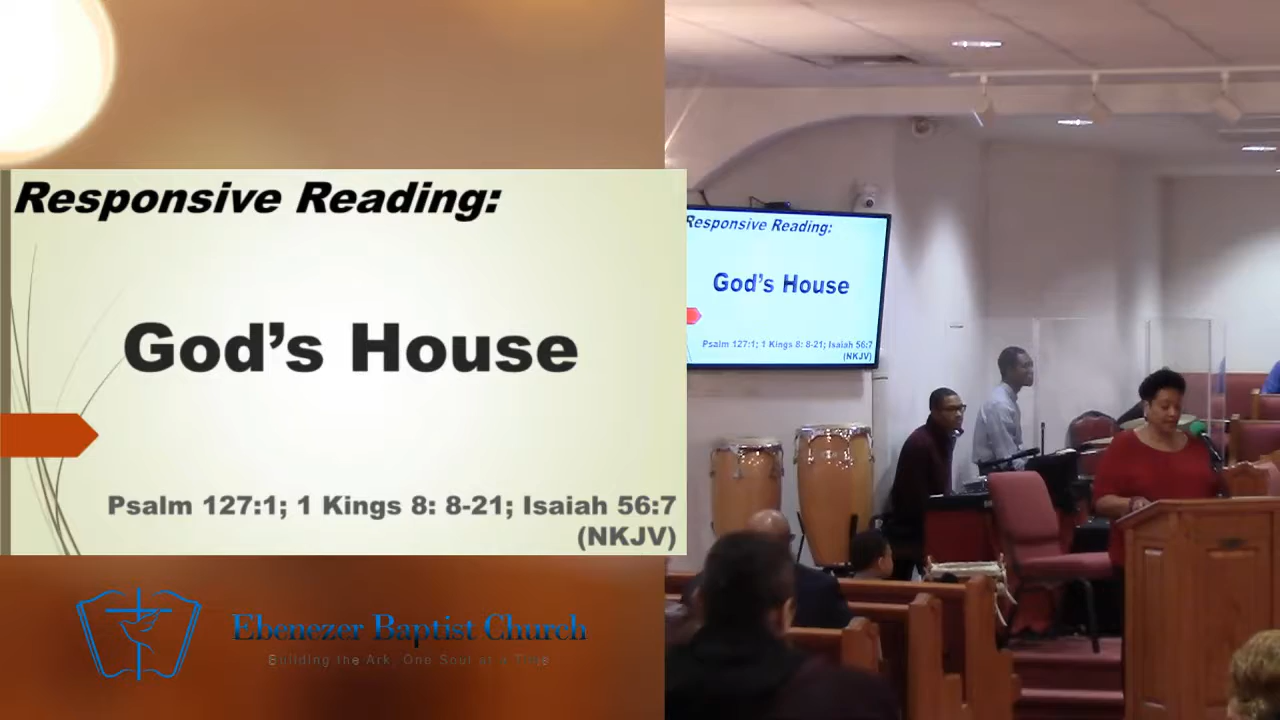 Responsive Reading:
God's House
Psalm 127:1; 1 Kings 8: 8-21; Isaiah 56:7
(NKJV)
Ebenezer Baptist Church
Building the Ark, One Soul at a Time
Responsive Reading:
God's House
Psalm 127:1; 1 Kings 8: 8-21; Isaiah 56:7
(NKJV)